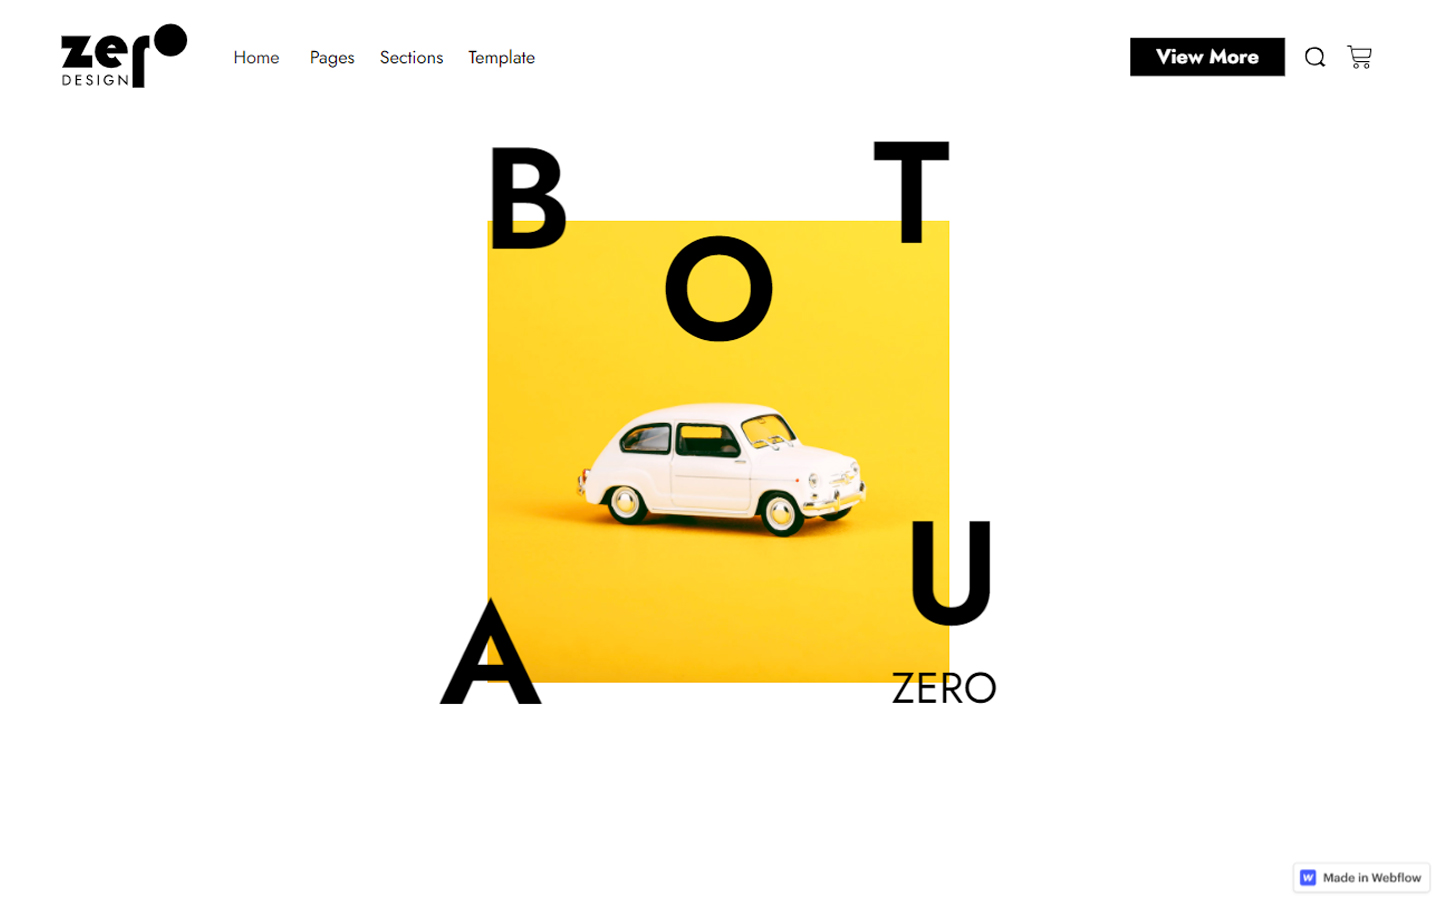 zero
DESIGN
Home Pages Sections Template
View More
B T
O
U
A
ZERO
Made in Webflow